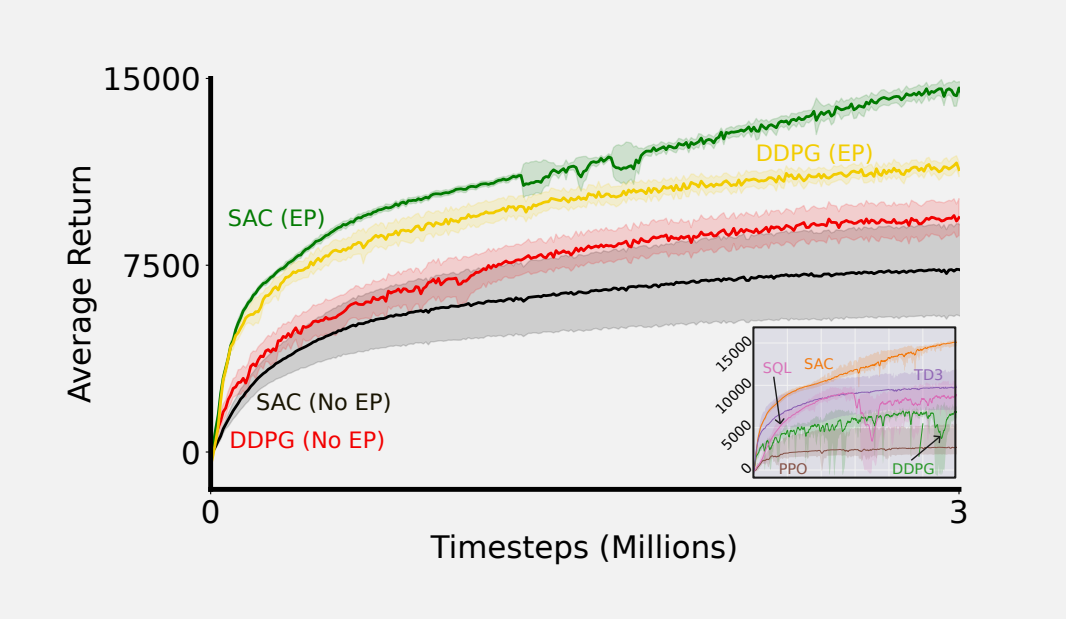 15000
7500
0
Average Return
SAC (EP)
DDPG (EP)
SAC (No EP)
DDPG (No EP)
15000
10000
5000
0
SQL
SAC
TD3
PPO
DDPG
0
3
Timesteps (Millions)